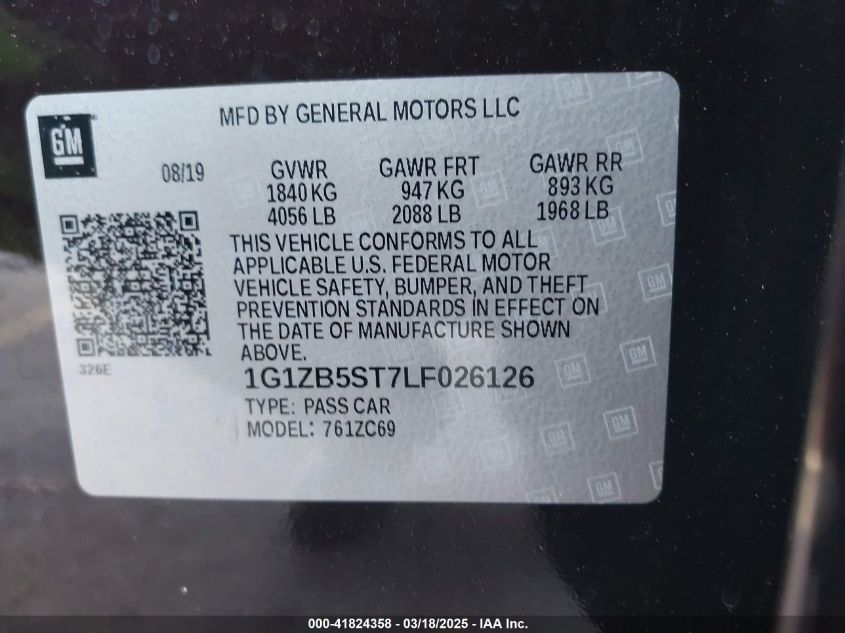 MFD BY GENERAL MOTORS LLC
GM
08/19 GVWR GAWR FRT GAWR RR
1840 KG 947 KG 893 KG
4056 LB 2088 LB 1968 LB
THIS VEHICLE CONFORMS TO ALL
APPLICABLE U.S. FEDERAL MOTOR
VEHICLE SAFETY, BUMPER, AND THEFT
PREVENTION STANDARDS IN EFFECT ON
THE DATE OF MANUFACTURE SHOWN
ABOVE.
326E
1G1ZB5ST7LF026126
TYPE: PASS CAR
MODEL: 761ZC69
000-41824358 - 03/18/2025 - IAA Inc.